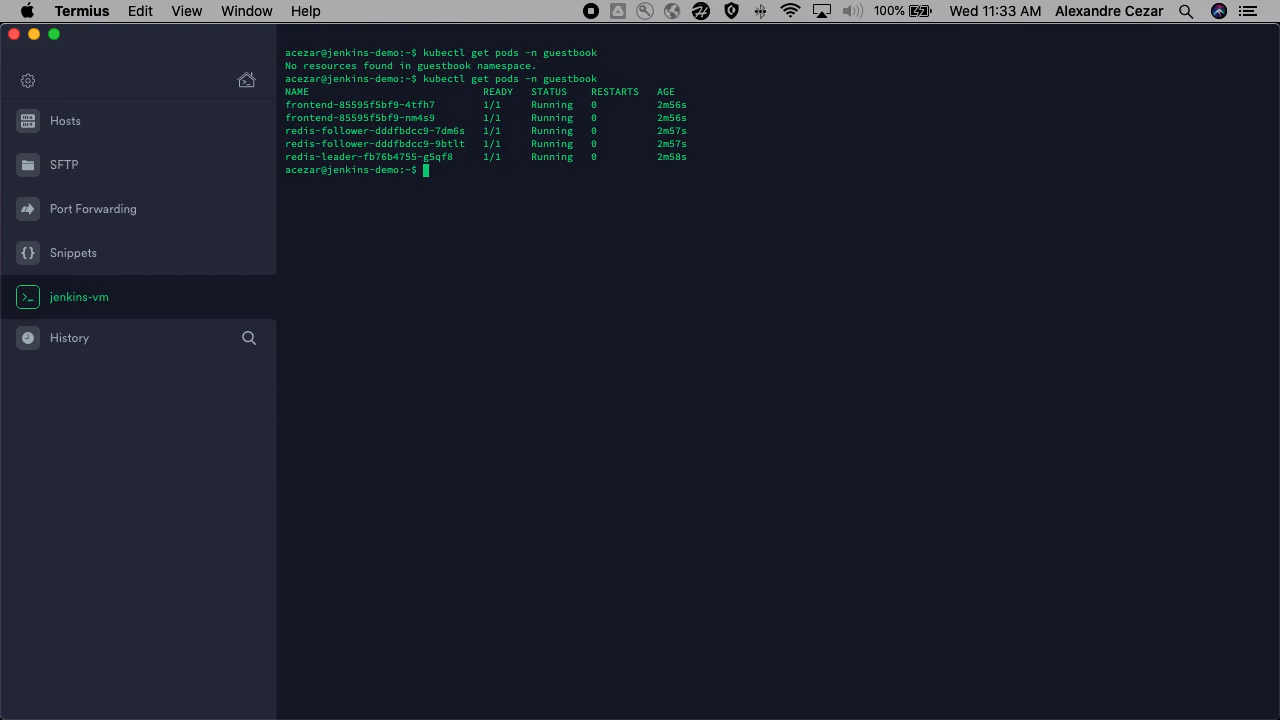 Termius Edit View Window Help 100% Wed 11:33 AM Alexandre Cezar
Hosts
SFTP
Port Forwarding
Snippets
jenkins-vm
History
acezar@jenkins-demo:~$ kubectl get pods -n guestbook
No resources found in guestbook namespace.
acezar@jenkins-demo:~$ kubectl get pods -n guestbook
NAME READY STATUS RESTARTS AGE
frontend-85595f5bf9-4tfh7 1/1 Running 0 2m56s
frontend-85595f5bf9-nm4s9 1/1 Running 0 2m56s
redis-follower-dddfbdcc9-7dm6s 1/1 Running 0 2m57s
redis-follower-dddfbdcc9-9btlt 1/1 Running 0 2m57s
redis-leader-fb76b4755-g5qf8 1/1 Running 0 2m58s
acezar@jenkins-demo:~$